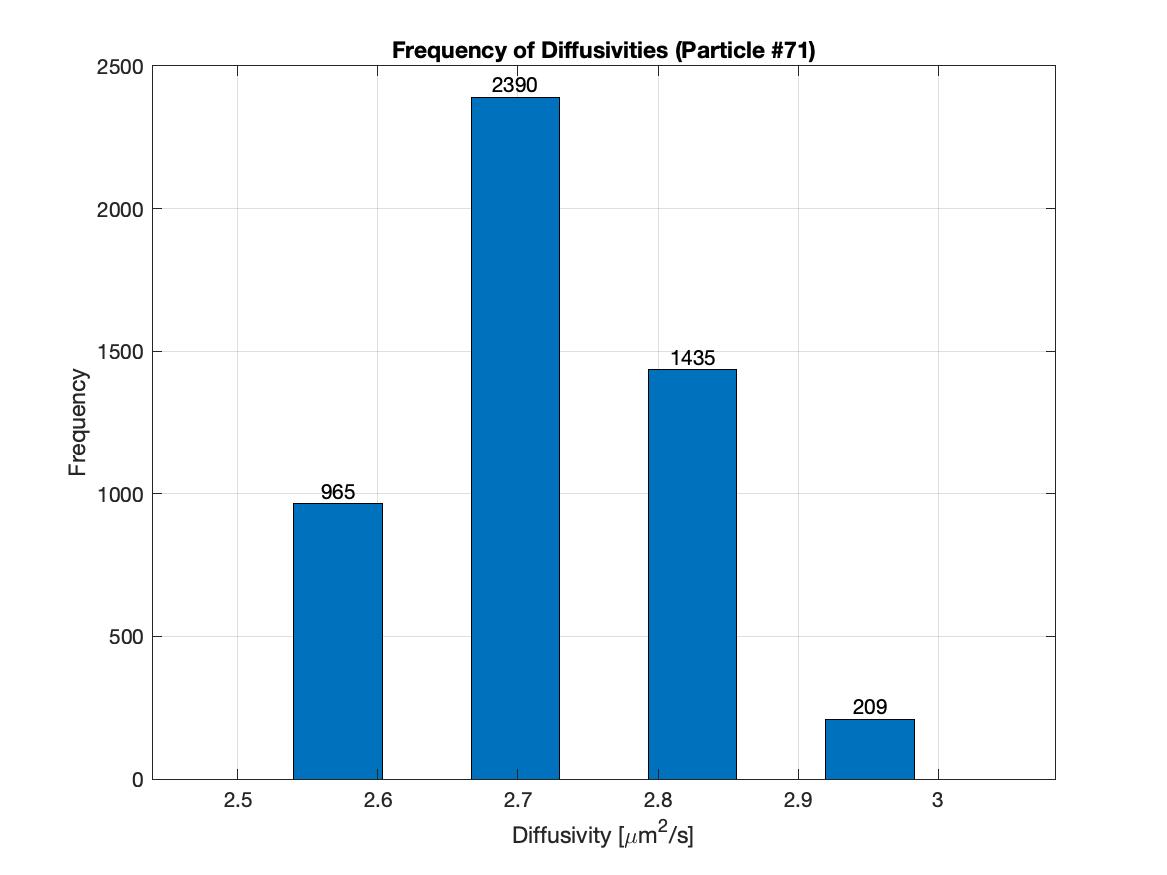 Frequency of Diffusivities (Particle #71)
2500
2390
2000
1500
1435
1000
965
500
209
0
2.5 2.6 2.7 2.8 2.9 3
Frequency
Diffusivity [μm²/s]